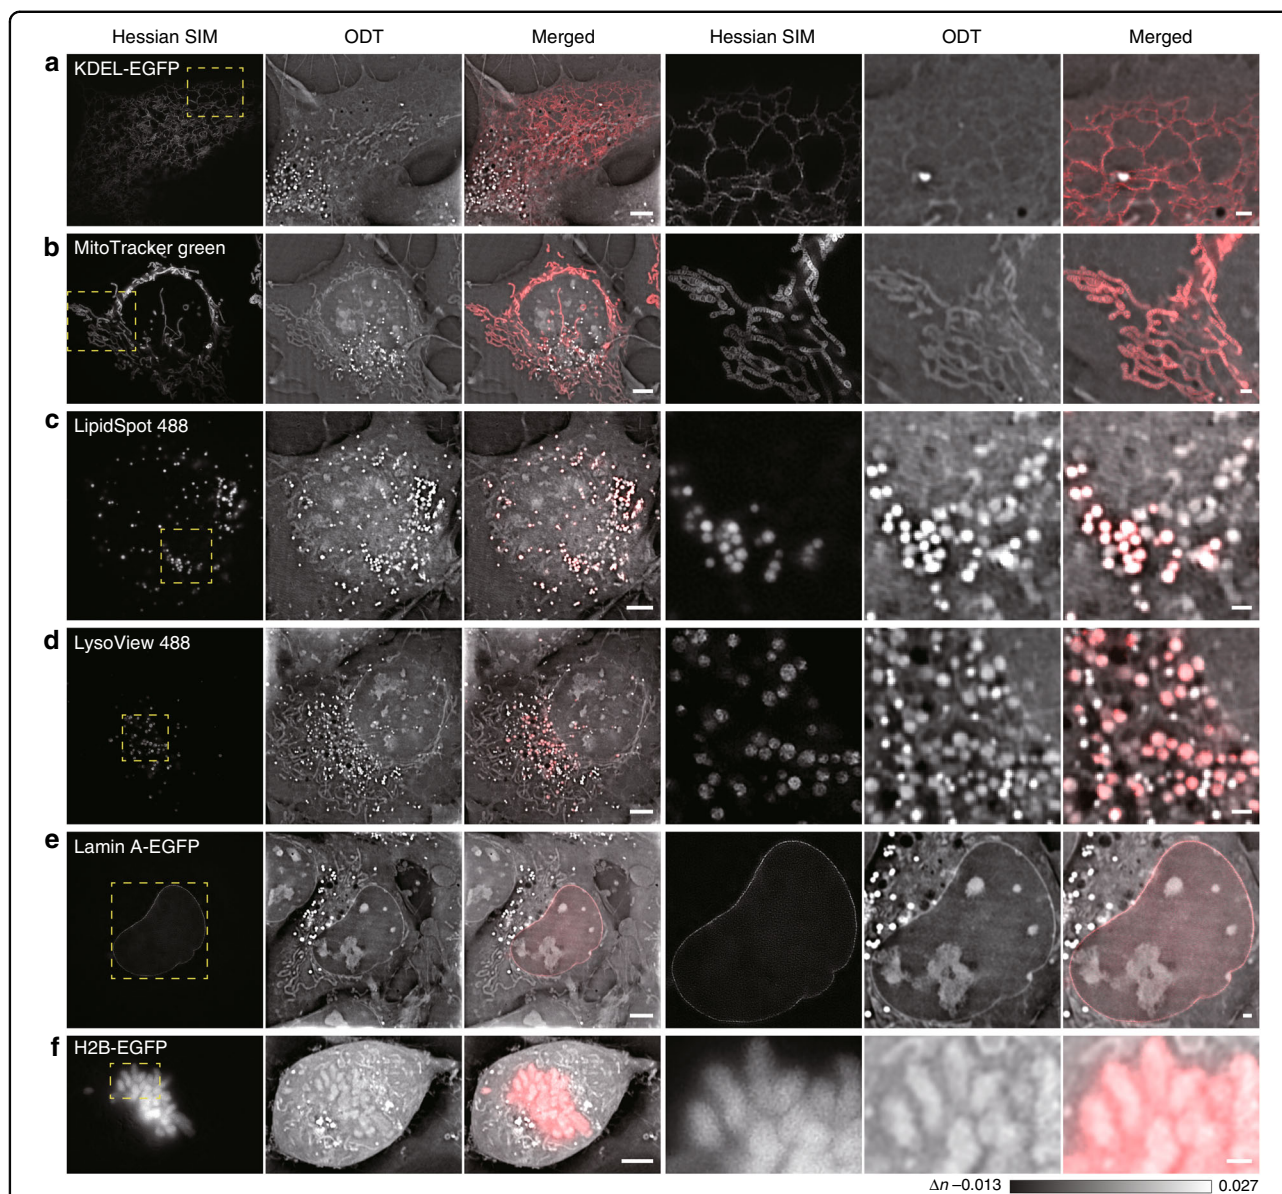 Hessian SIM ODT Merged Hessian SIM ODT Merged
a KDEL-EGFP
b MitoTracker green
c LipidSpot 488
d LysoView 488
e Lamin A-EGFP
f H2B-EGFP
Δn –0.013 0.027